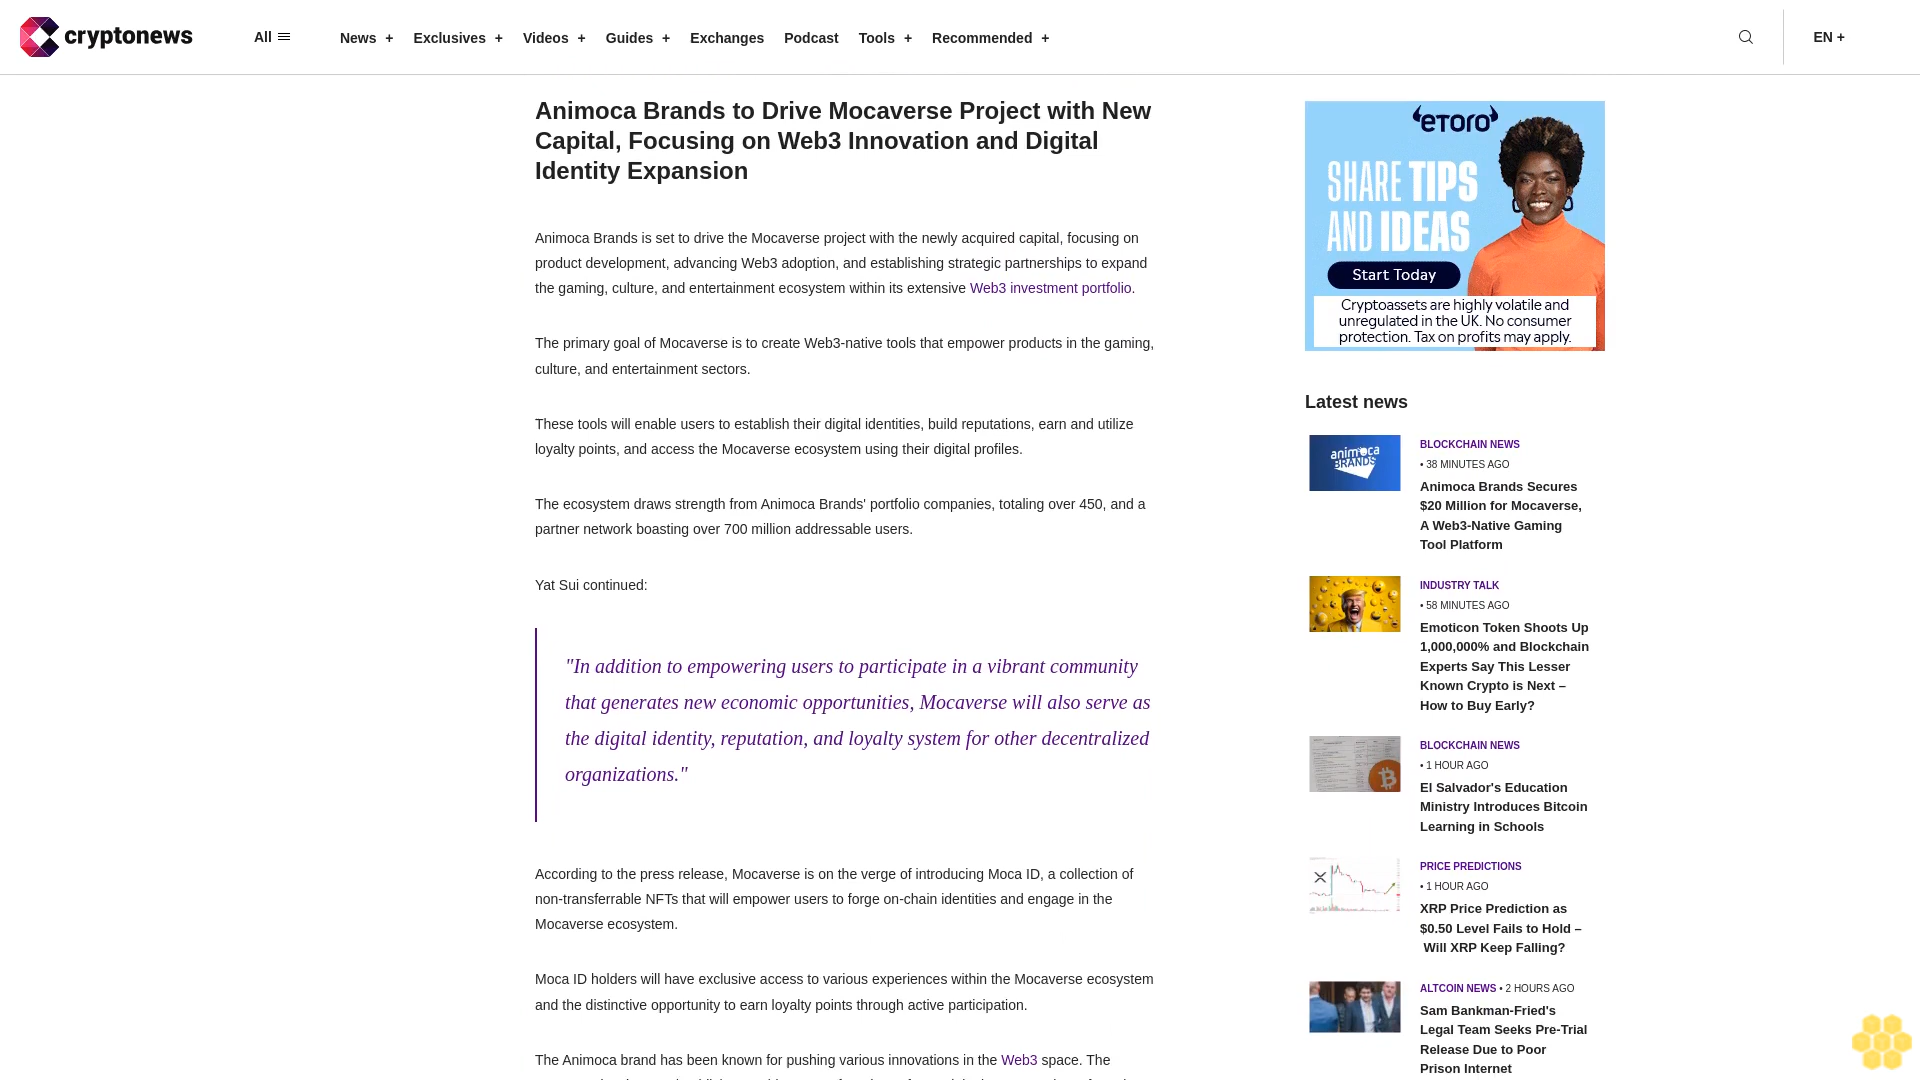 cryptonews
All
News +
Exclusives +
Videos +
Guides +
Exchanges
Podcast
Tools +
Recommended +
EN +
Animoca Brands to Drive Mocaverse Project with New
Capital, Focusing on Web3 Innovation and Digital
Identity Expansion
Animoca Brands is set to drive the Mocaverse project with the newly acquired capital, focusing on
product development, advancing Web3 adoption, and establishing strategic partnerships to expand
the gaming, culture, and entertainment ecosystem within its extensive Web3 investment portfolio.
The primary goal of Mocaverse is to create Web3-native tools that empower products in the gaming,
culture, and entertainment sectors.
These tools will enable users to establish their digital identities, build reputations, earn and utilize
loyalty points, and access the Mocaverse ecosystem using their digital profiles.
The ecosystem draws strength from Animoca Brands' portfolio companies, totaling over 450, and a
partner network boasting over 700 million addressable users.
Yat Sui continued:
"In addition to empowering users to participate in a vibrant community
that generates new economic opportunities, Mocaverse will also serve as
the digital identity, reputation, and loyalty system for other decentralized
organizations."
According to the press release, Mocaverse is on the verge of introducing Moca ID, a collection of
non-transferrable NFTs that will empower users to forge on-chain identities and engage in the
Mocaverse ecosystem.
Moca ID holders will have exclusive access to various experiences within the Mocaverse ecosystem
and the distinctive opportunity to earn loyalty points through active participation.
The Animoca brand has been known for pushing various innovations in the Web3 space. The
eTORO
SHARE TIPS
AND IDEAS
Start Today
Cryptoassets are highly volatile and
unregulated in the UK. No consumer
protection. Tax on profits may apply.
Latest news
animoca
BRANDS
BLOCKCHAIN NEWS
• 38 MINUTES AGO
Animoca Brands Secures
$20 Million for Mocaverse,
A Web3-Native Gaming
Tool Platform
INDUSTRY TALK
• 58 MINUTES AGO
Emoticon Token Shoots Up
1,000,000% and Blockchain
Experts Say This Lesser
Known Crypto is Next –
How to Buy Early?
BLOCKCHAIN NEWS
• 1 HOUR AGO
El Salvador's Education
Ministry Introduces Bitcoin
Learning in Schools
PRICE PREDICTIONS
• 1 HOUR AGO
XRP Price Prediction as
$0.50 Level Fails to Hold –
Will XRP Keep Falling?
ALTCOIN NEWS • 2 HOURS AGO
Sam Bankman-Fried's
Legal Team Seeks Pre-Trial
Release Due to Poor
Prison Internet